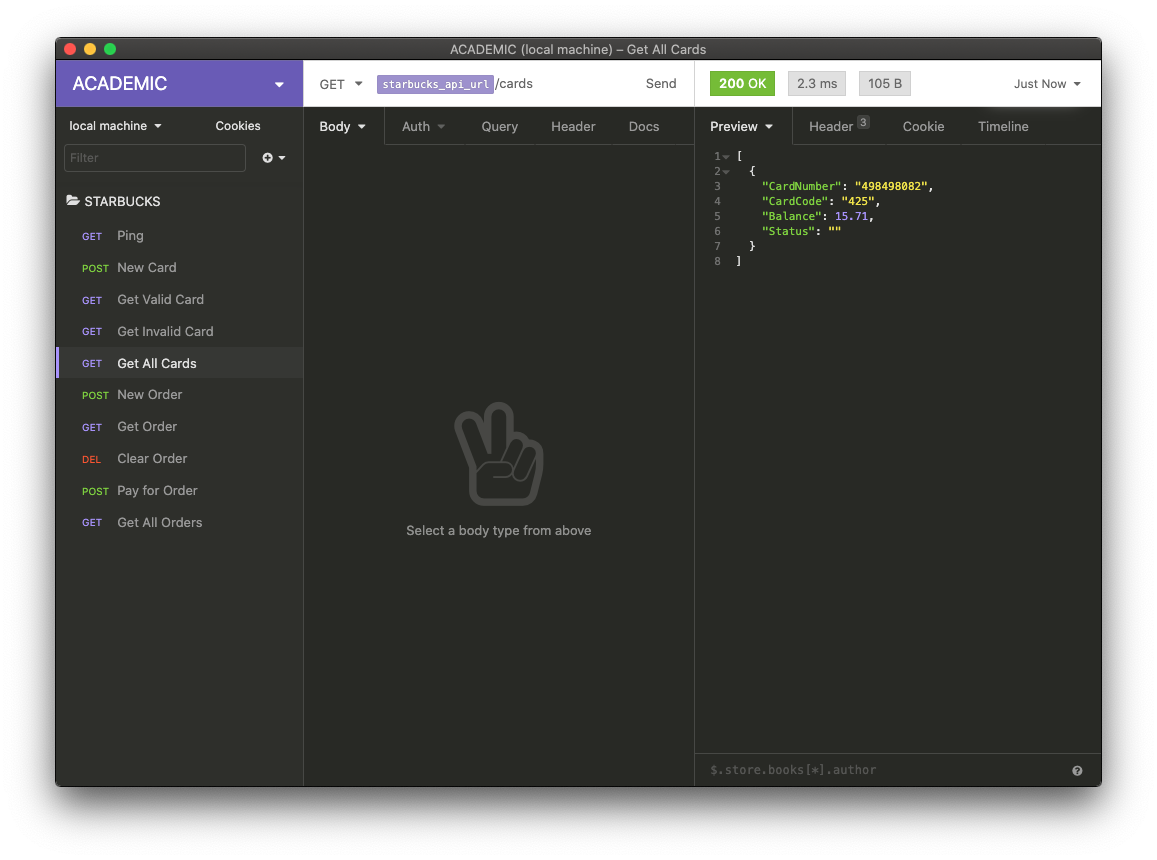 ACADEMIC (local machine) – Get All Cards
ACADEMIC
GET starbucks_api_url/cards Send
200 OK 2.3 ms 105 B Just Now
local machine Cookies
Body Auth Query Header Docs
Preview Header 3 Cookie Timeline
Filter
STARBUCKS
GET Ping
POST New Card
GET Get Valid Card
GET Get Invalid Card
GET Get All Cards
POST New Order
GET Get Order
DEL Clear Order
POST Pay for Order
GET Get All Orders
Select a body type from above
1 [
2 {
3 "CardNumber": "498498082",
4 "CardCode": "425",
5 "Balance": 15.71,
6 "Status": ""
7 }
8 ]
$.store.books[*].author
?